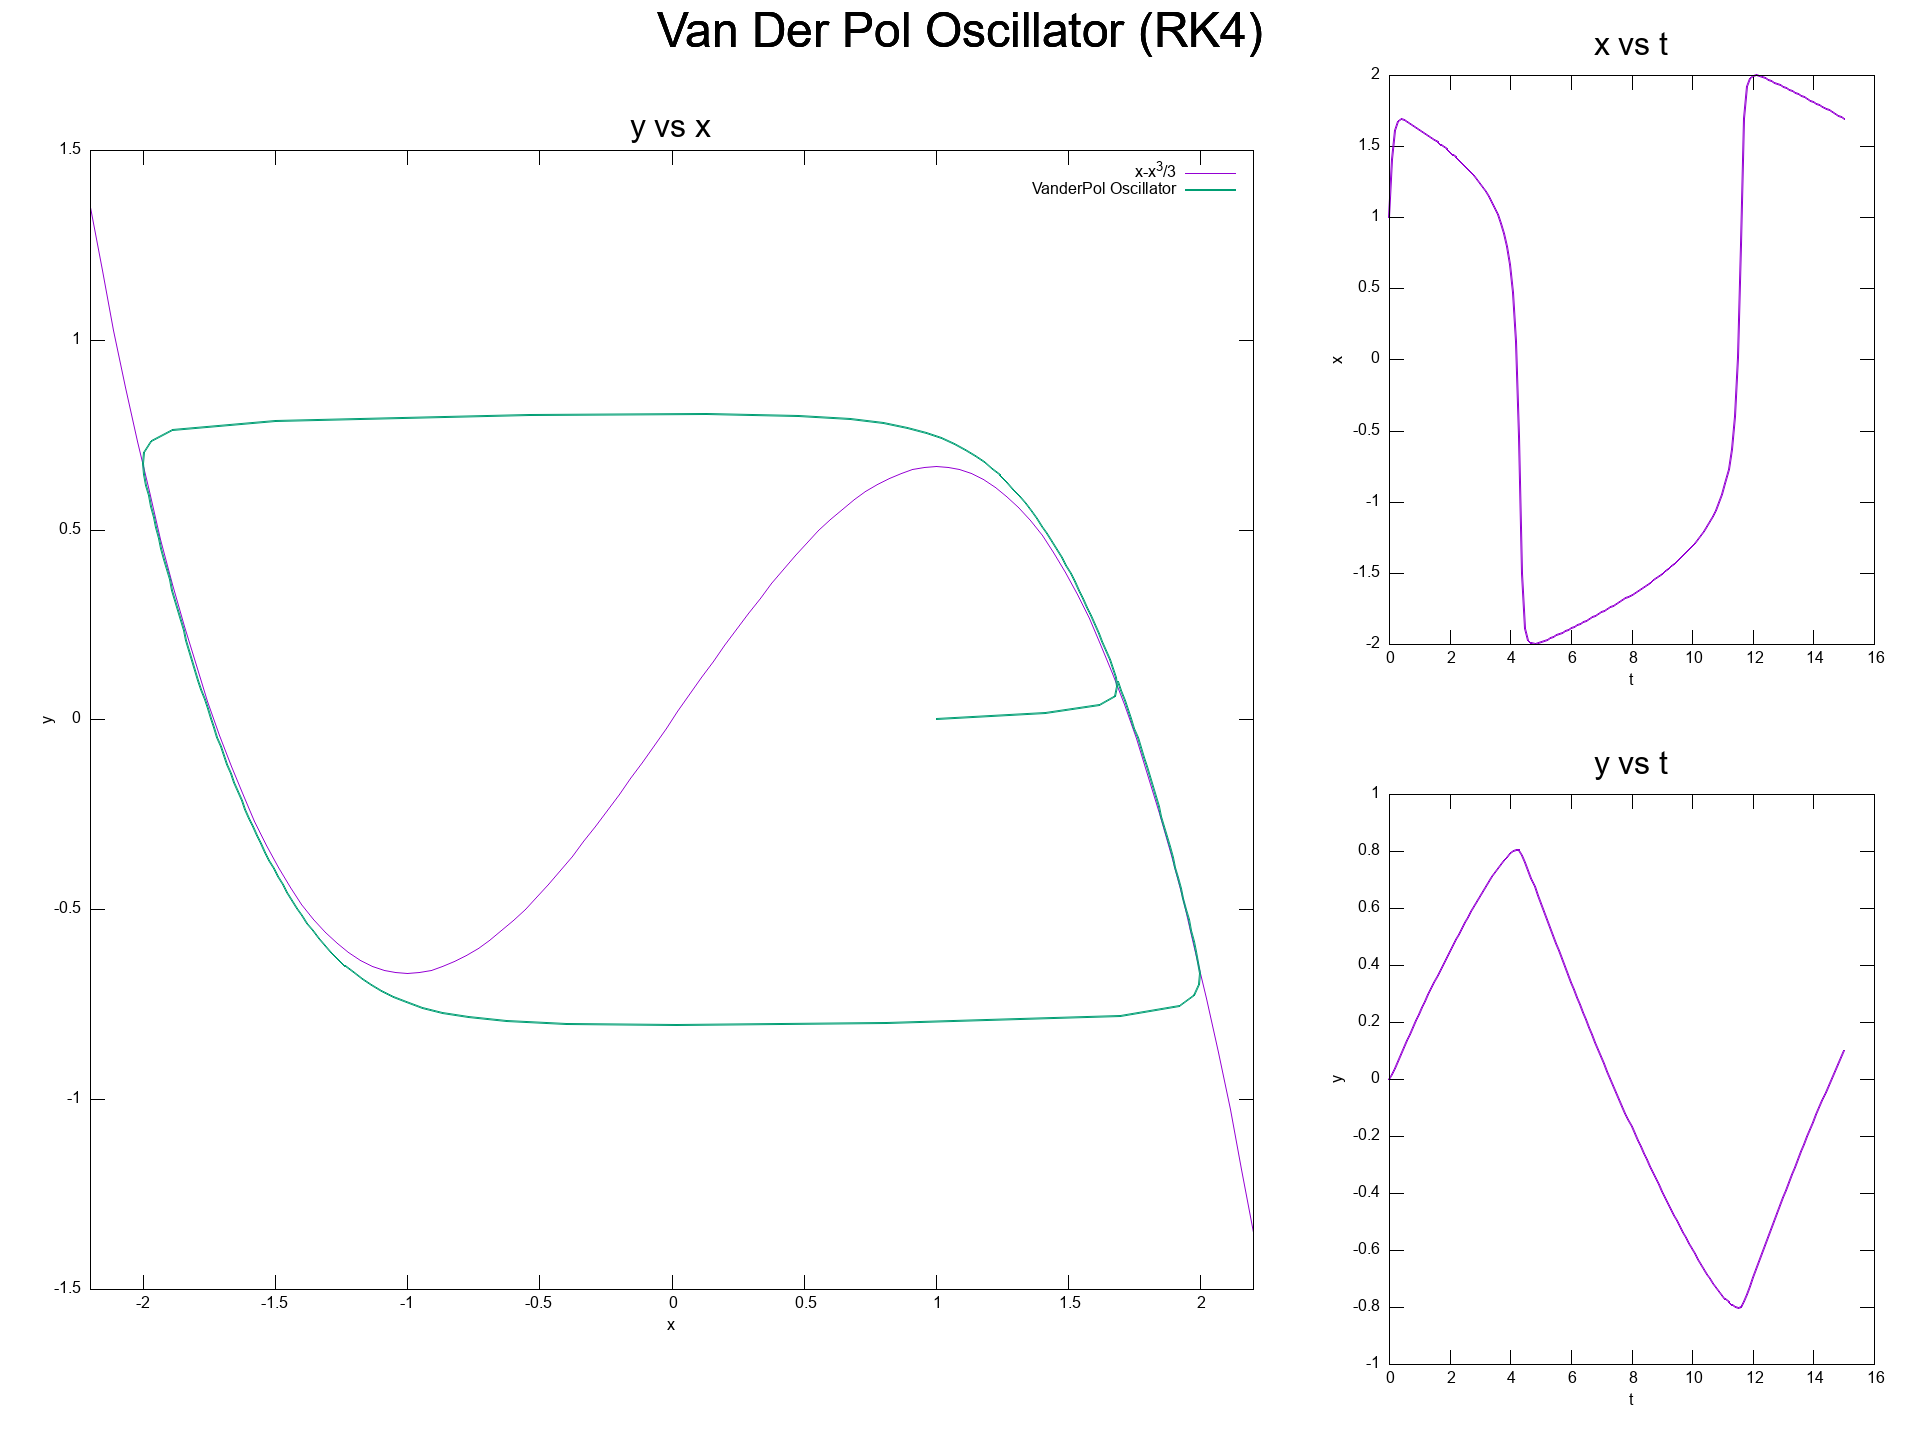 Van Der Pol Oscillator (RK4)
y vs x
x-x³/3
VanderPol Oscillator
1.5
1
0.5
0
-0.5
-1
-1.5
y
-2 -1.5 -1 -0.5 0 0.5 1 1.5 2
x
x vs t
2
1.5
1
0.5
0
-0.5
-1
-1.5
-2
x
0 2 4 6 8 10 12 14 16
t
y vs t
1
0.8
0.6
0.4
0.2
0
-0.2
-0.4
-0.6
-0.8
-1
y
0 2 4 6 8 10 12 14 16
t